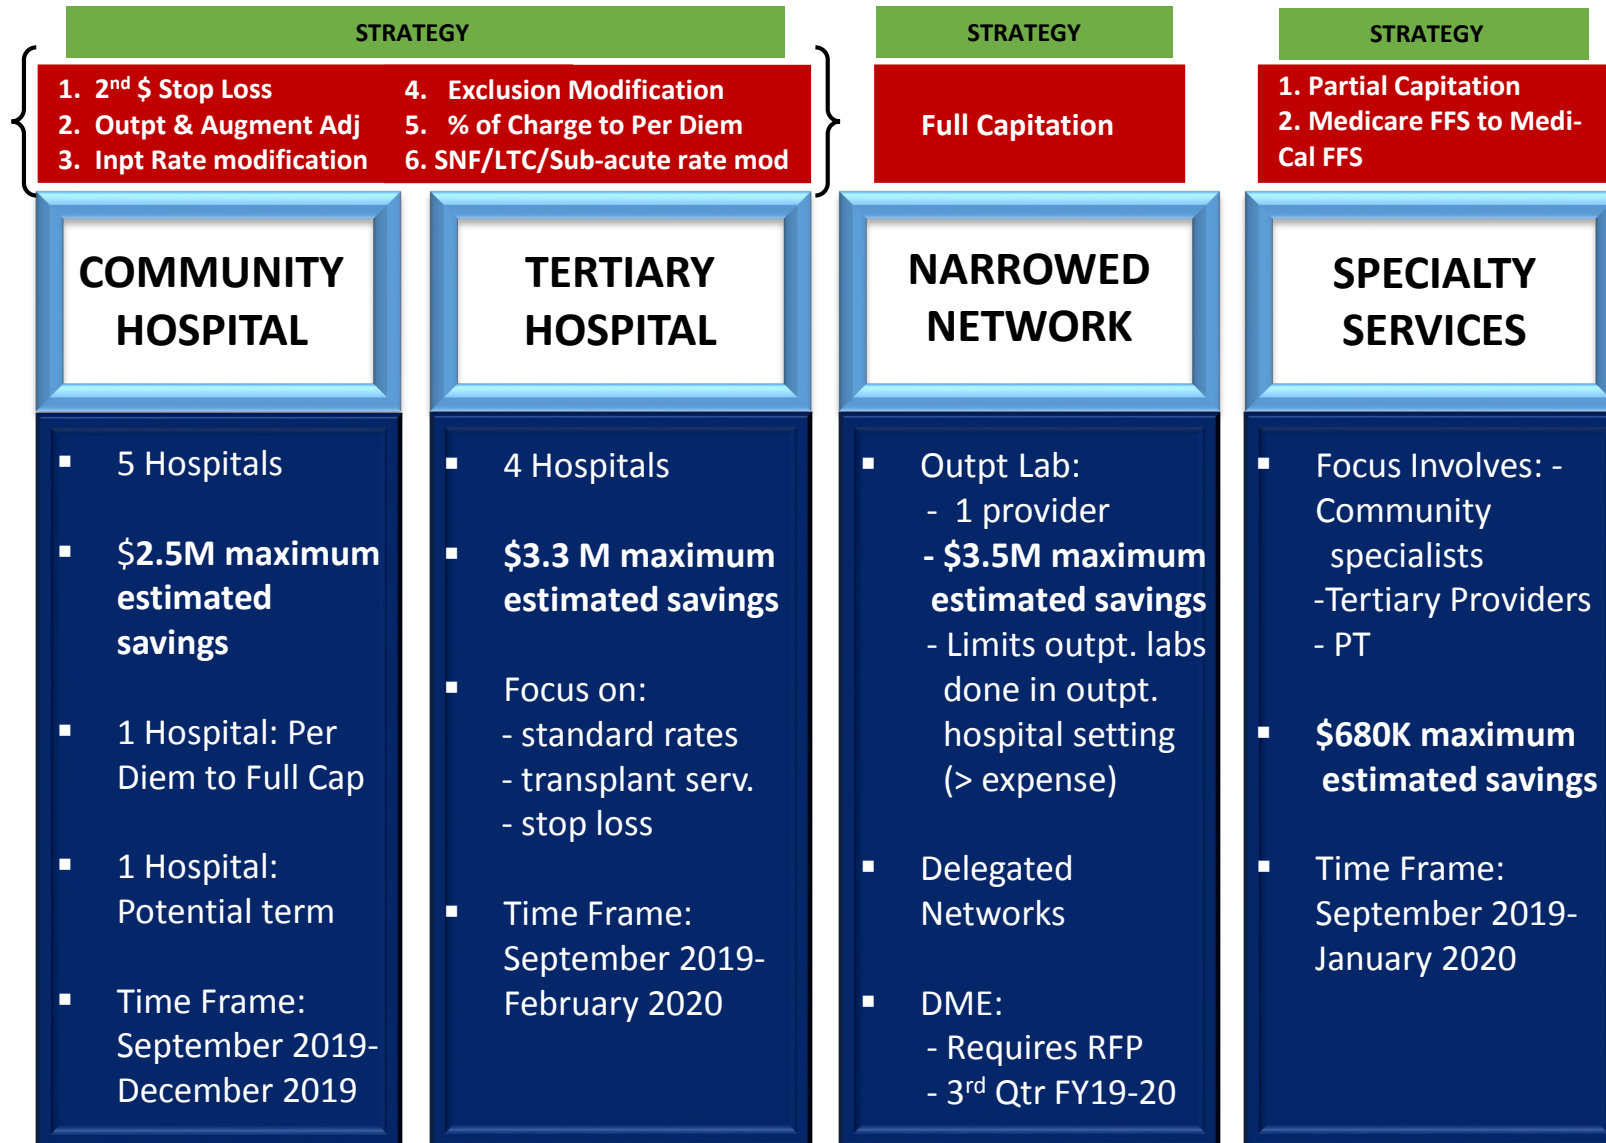 STRATEGY
1. 2nd $ Stop Loss
2. Outpt & Augment Adj
3. Inpt Rate modification
4. Exclusion Modification
5. % of Charge to Per Diem
6. SNF/LTC/Sub-acute rate mod
STRATEGY
Full Capitation
STRATEGY
1. Partial Capitation
2. Medicare FFS to Medi-
Cal FFS
COMMUNITY
HOSPITAL
▪ 5 Hospitals
▪ $2.5M maximum
estimated
savings
▪ 1 Hospital: Per
Diem to Full Cap
▪ 1 Hospital:
Potential term
▪ Time Frame:
September 2019-
December 2019
TERTIARY
HOSPITAL
▪ 4 Hospitals
▪ $3.3 M maximum
estimated savings
▪ Focus on:
- standard rates
- transplant serv.
- stop loss
▪ Time Frame:
September 2019-
February 2020
NARROWED
NETWORK
▪ Outpt Lab:
- 1 provider
- $3.5M maximum
estimated savings
- Limits outpt. labs
done in outpt.
hospital setting
(> expense)
▪ Delegated
Networks
▪ DME:
- Requires RFP
- 3rd Qtr FY19-20
SPECIALTY
SERVICES
▪ Focus Involves: -
Community
specialists
-Tertiary Providers
- PT
▪ $680K maximum
estimated savings
▪ Time Frame:
September 2019-
January 2020